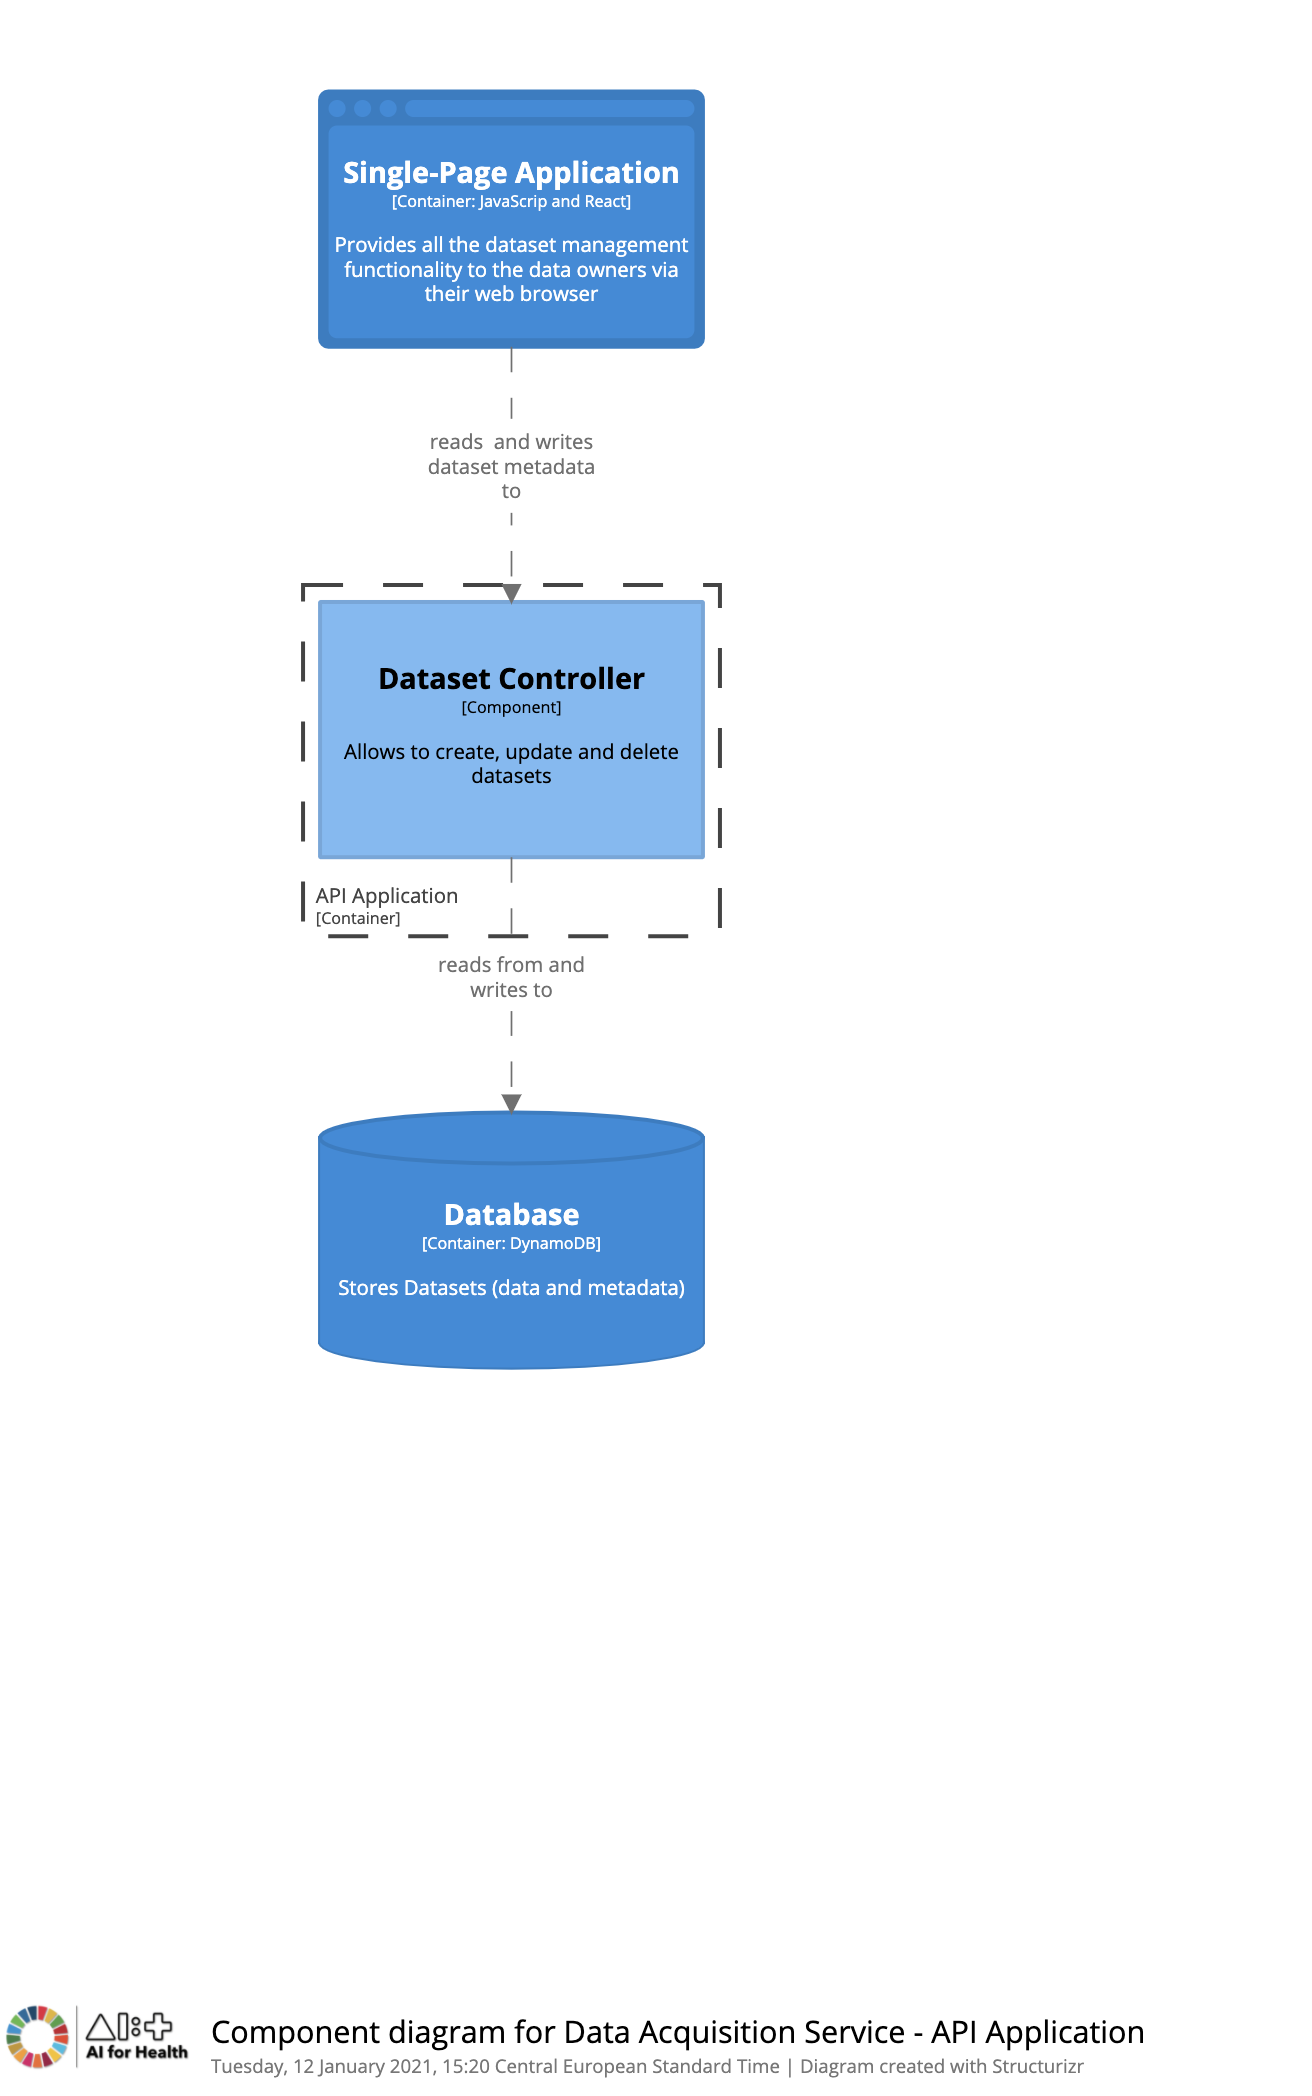 Single-Page Application
[Container: JavaScrip and React]
Provides all the dataset management
functionality to the data owners via
their web browser
reads  and writes
dataset metadata
to
Dataset Controller
[Component]
Allows to create, update and delete
datasets
API Application
[Container]
reads from and
writes to
Database
[Container: DynamoDB]
Stores Datasets (data and metadata)
AI for Health
Component diagram for Data Acquisition Service - API Application
Tuesday, 12 January 2021, 15:20 Central European Standard Time | Diagram created with Structurizr